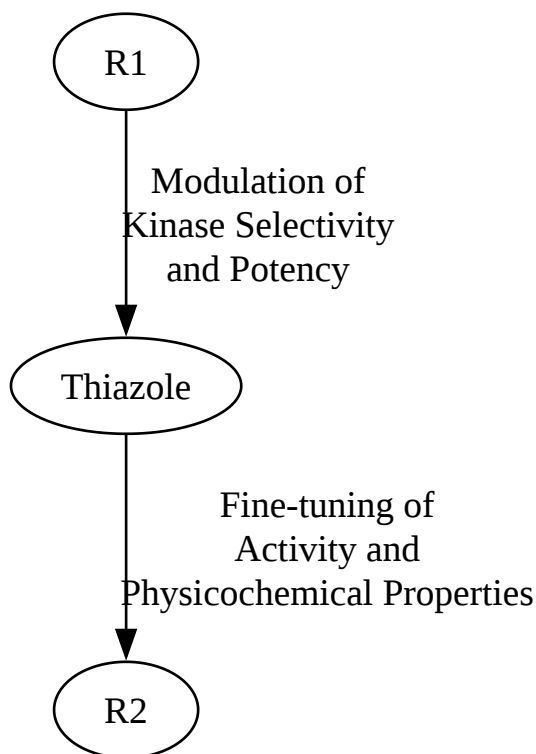 R1
Modulation of
Kinase Selectivity
and Potency
Thiazole
Fine-tuning of
Activity and
Physicochemical Properties
R2